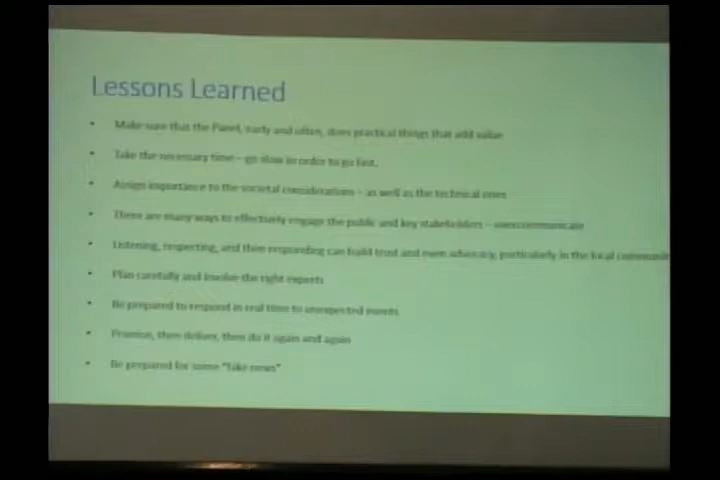 Lessons Learned
• Make sure that the Panel, early and often, does practical things that add value
• Take the necessary time – go slow in order to go fast.
• Assign importance to the societal considerations – as well as the technical ones
• There are many ways to effectively engage the public and key stakeholders – overcommunicate
• Listening, respecting, and then responding can build trust and even advocacy, particularly in the local communit
• Plan carefully and involve the right experts
• Be prepared to respond in real time to unexpected events
• Promise, then deliver, then do it again and again
• Be prepared for some "fake news"